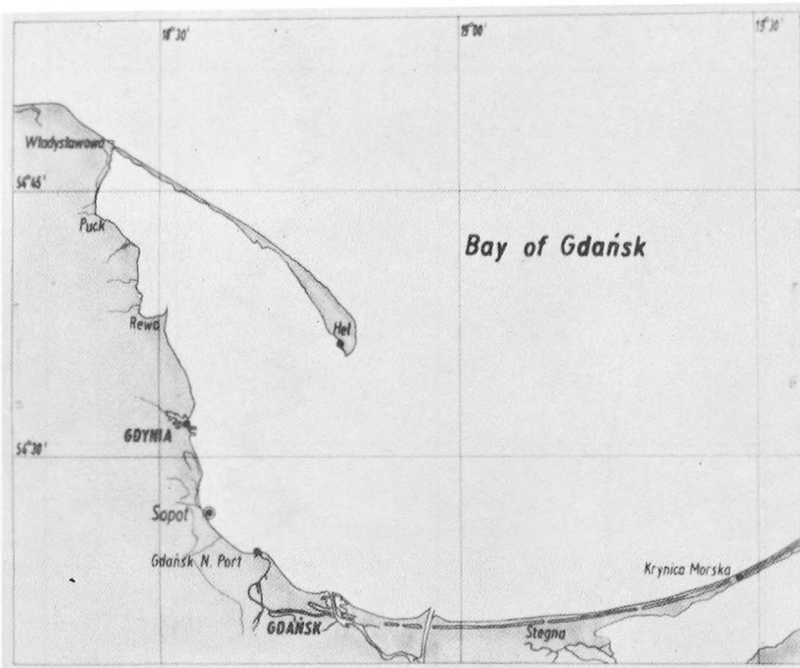 18°30'
19°00'
19°30'
Władysławowo
54°45'
Puck
Bay of Gdańsk
Rewa
Hel
GDYNIA
54°30'
Sopot
Gdańsk N. Port
Krynica Morska
GDAŃSK
Stegna